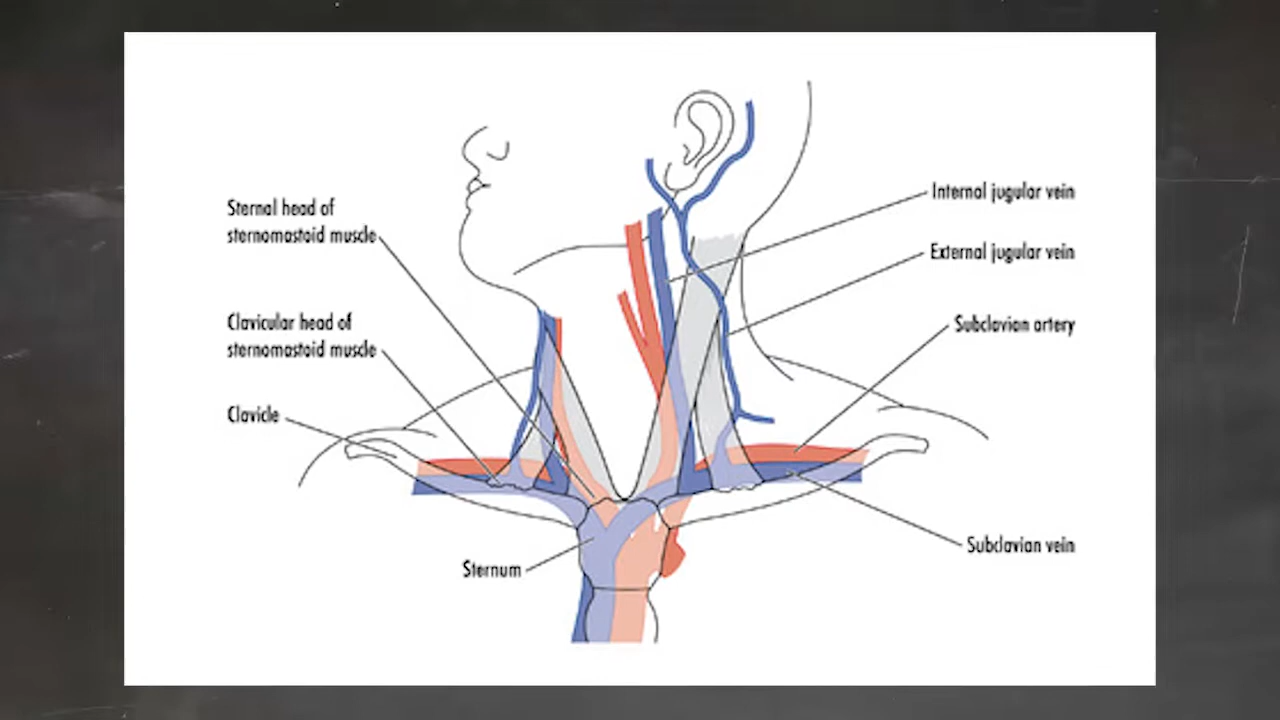 Sternal head of
sternomastoid muscle
Clavicular head of
sternomastoid muscle
Clavicle
Sternum
Internal jugular vein
External jugular vein
Subclavian artery
Subclavian vein